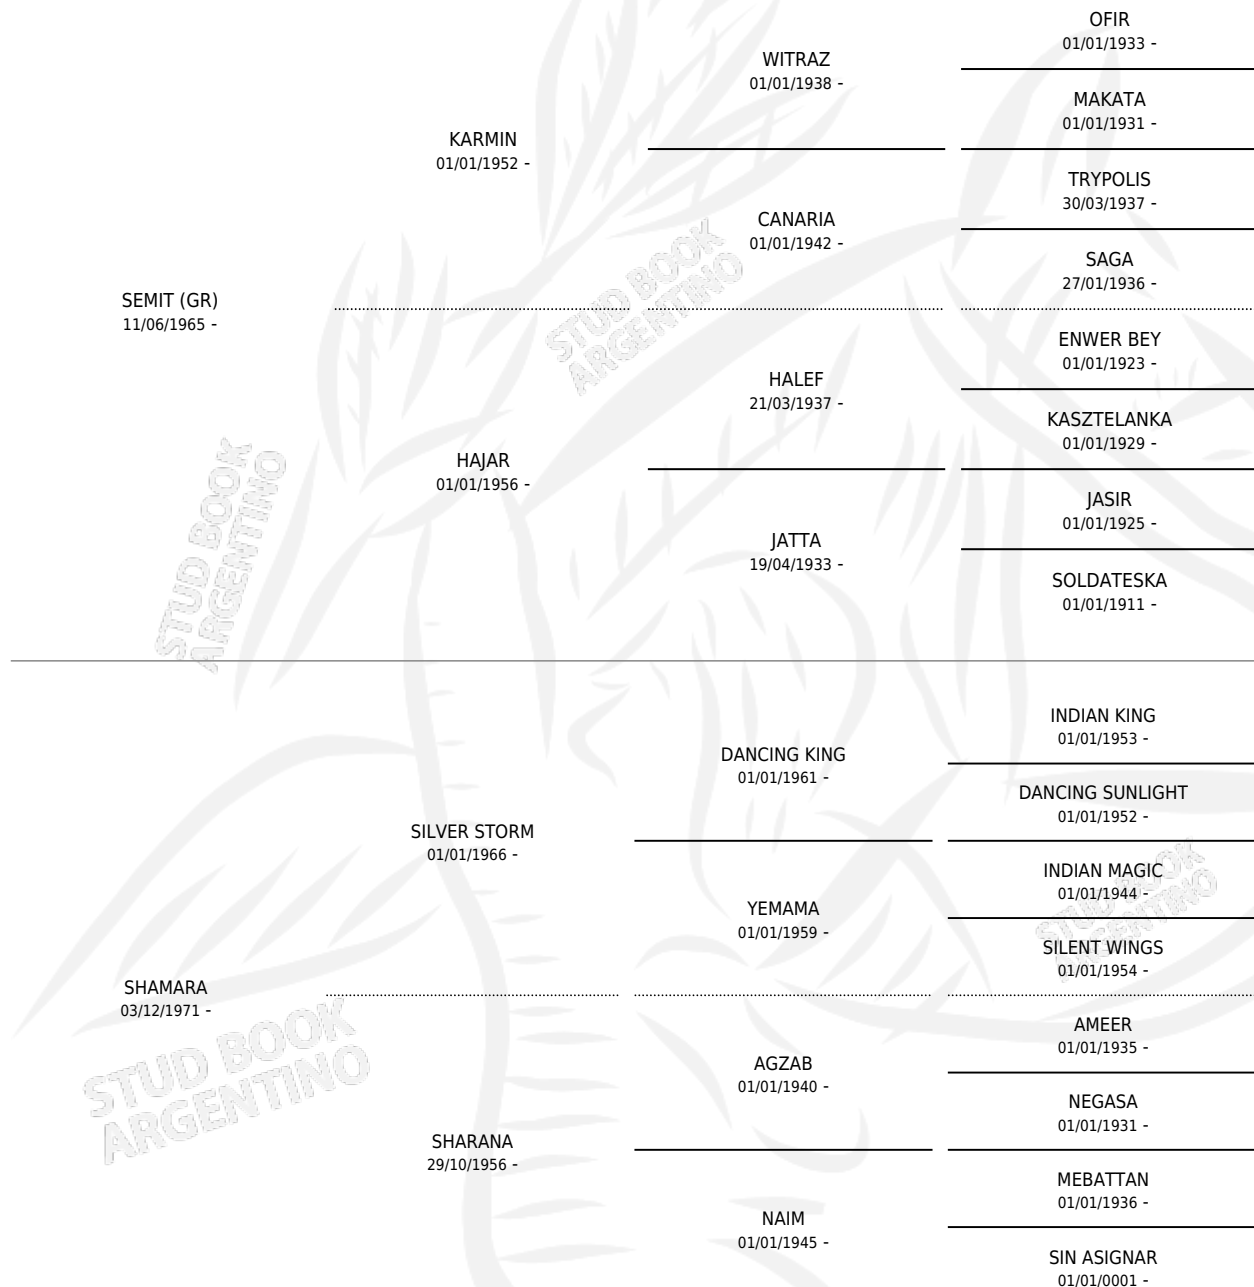 OFIR
01/01/1933 -
WITRAZ
01/01/1938 -
MAKATA
01/01/1931 -
KARMIN
01/01/1952 -
TRYPOLIS
30/03/1937 -
CANARIA
01/01/1942 -
SAGA
27/01/1936 -
SEMIT (GR)
11/06/1965 -
ENWER BEY
01/01/1923 -
HALEF
21/03/1937 -
KASZTELANKA
01/01/1929 -
HAJAR
01/01/1956 -
JASIR
01/01/1925 -
JATTA
19/04/1933 -
SOLDATESKA
01/01/1911 -
INDIAN KING
01/01/1953 -
DANCING KING
01/01/1961 -
DANCING SUNLIGHT
01/01/1952 -
SILVER STORM
01/01/1966 -
INDIAN MAGIC
01/01/1944 -
YEMAMA
01/01/1959 -
SILENT WINGS
01/01/1954 -
SHAMARA
03/12/1971 -
AMEER
01/01/1935 -
AGZAB
01/01/1940 -
NEGASA
01/01/1931 -
SHARANA
29/10/1956 -
MEBATTAN
01/01/1936 -
NAIM
01/01/1945 -
SIN ASIGNAR
01/01/0001 -
STUD BOOK
ARGENTINO
STUD BOOK
ARGENTINO
STUD BOOK
ARGENTINO
STUD BOOK
ARGENTINO